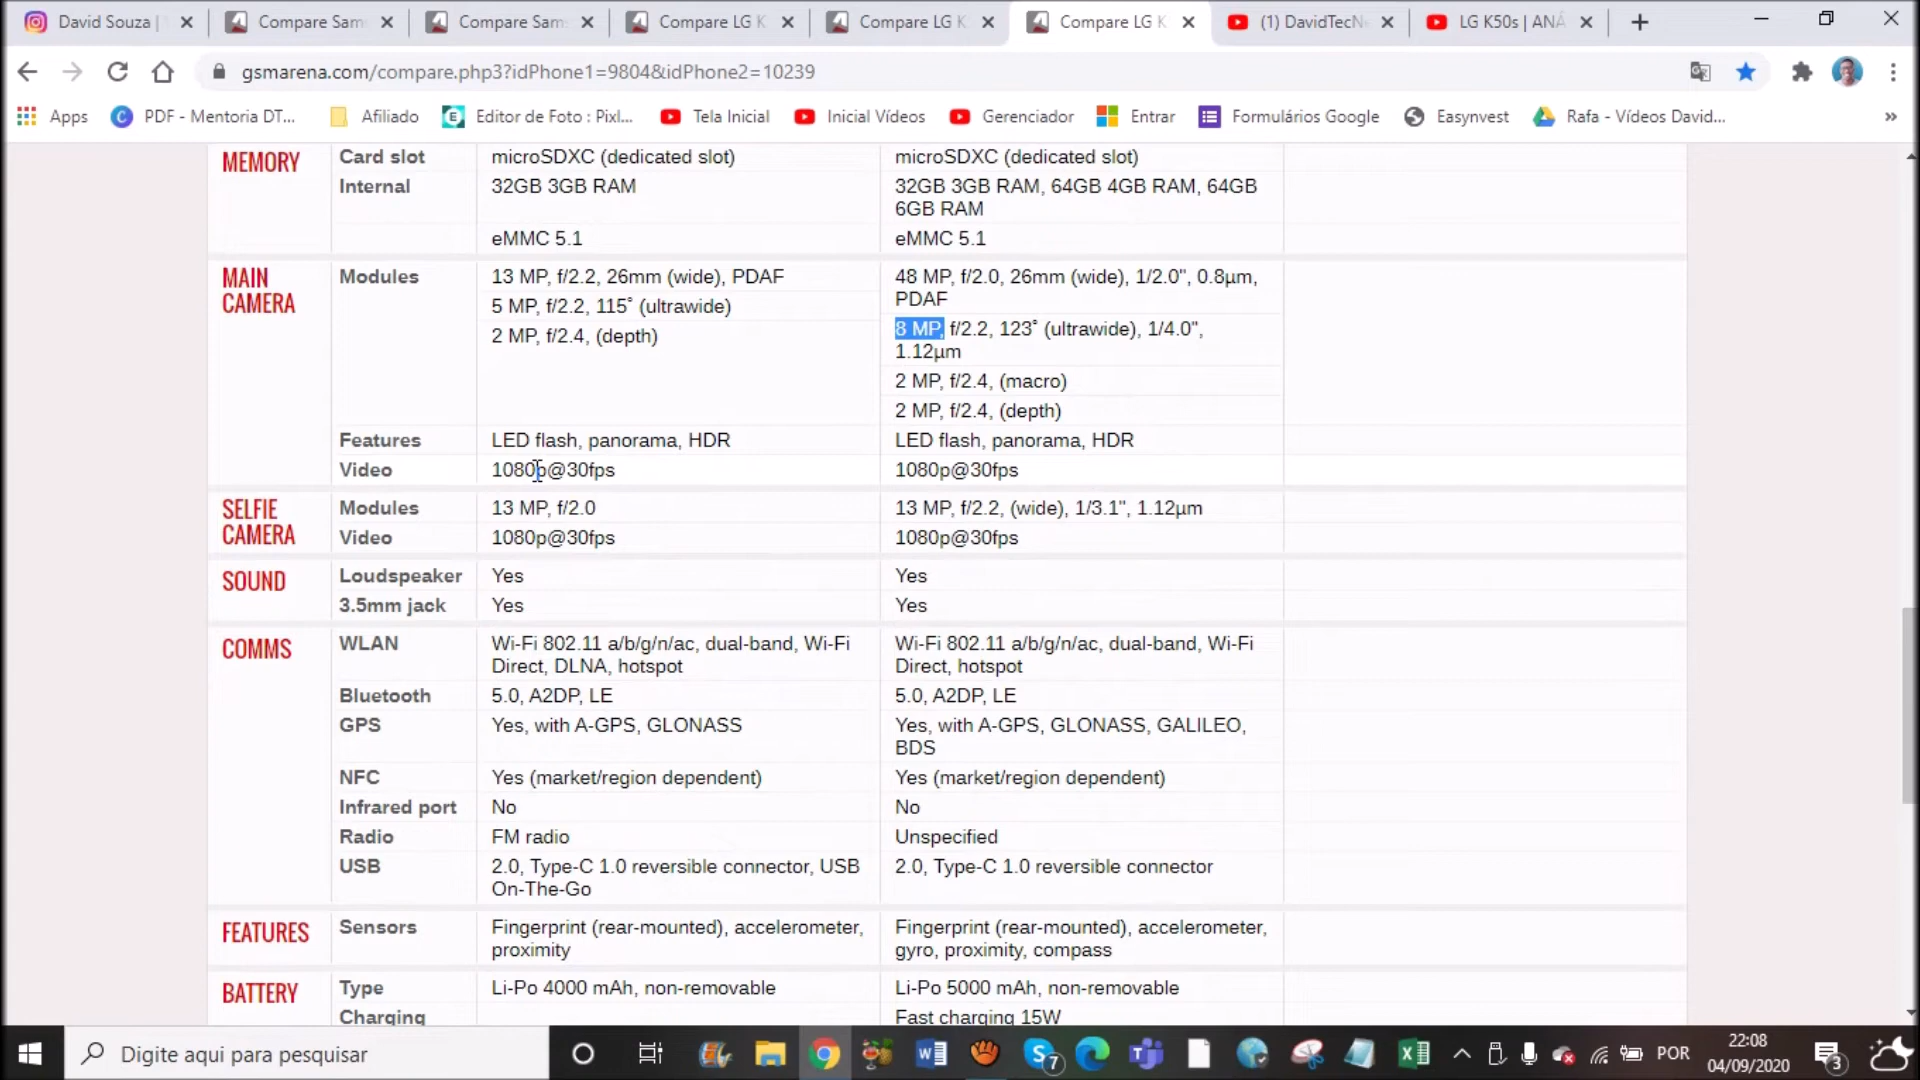 David Souza |
Compare Sam
Compare Sam
Compare LG K
Compare LG K
Compare LG K
(1) DavidTecN
LG K50s | ANÁ
gsmarena.com/compare.php3?idPhone1=9804&idPhone2=10239
Apps
PDF - Mentoria DT...
Afiliado
Editor de Foto : Pixl...
Tela Inicial
Inicial Vídeos
Gerenciador
Entrar
Formulários Google
Easynvest
Rafa - Vídeos David...
»
MEMORY
Card slot
microSDXC (dedicated slot)
microSDXC (dedicated slot)
Internal
32GB 3GB RAM
32GB 3GB RAM, 64GB 4GB RAM, 64GB
6GB RAM
eMMC 5.1
eMMC 5.1
MAIN
CAMERA
Modules
13 MP, f/2.2, 26mm (wide), PDAF
5 MP, f/2.2, 115˚ (ultrawide)
2 MP, f/2.4, (depth)
48 MP, f/2.0, 26mm (wide), 1/2.0", 0.8µm,
PDAF
8 MP, f/2.2, 123˚ (ultrawide), 1/4.0",
1.12µm
2 MP, f/2.4, (macro)
2 MP, f/2.4, (depth)
Features
LED flash, panorama, HDR
LED flash, panorama, HDR
Video
1080p@30fps
1080p@30fps
SELFIE
CAMERA
Modules
13 MP, f/2.0
13 MP, f/2.2, (wide), 1/3.1", 1.12µm
Video
1080p@30fps
1080p@30fps
SOUND
Loudspeaker
Yes
Yes
3.5mm jack
Yes
Yes
COMMS
WLAN
Wi-Fi 802.11 a/b/g/n/ac, dual-band, Wi-Fi
Direct, DLNA, hotspot
Wi-Fi 802.11 a/b/g/n/ac, dual-band, Wi-Fi
Direct, hotspot
Bluetooth
5.0, A2DP, LE
5.0, A2DP, LE
GPS
Yes, with A-GPS, GLONASS
Yes, with A-GPS, GLONASS, GALILEO,
BDS
NFC
Yes (market/region dependent)
Yes (market/region dependent)
Infrared port
No
No
Radio
FM radio
Unspecified
USB
2.0, Type-C 1.0 reversible connector, USB
On-The-Go
2.0, Type-C 1.0 reversible connector
FEATURES
Sensors
Fingerprint (rear-mounted), accelerometer,
proximity
Fingerprint (rear-mounted), accelerometer,
gyro, proximity, compass
BATTERY
Type
Li-Po 4000 mAh, non-removable
Li-Po 5000 mAh, non-removable
Charging
Fast charging 15W
Digite aqui para pesquisar
7
POR
22:08
04/09/2020
3